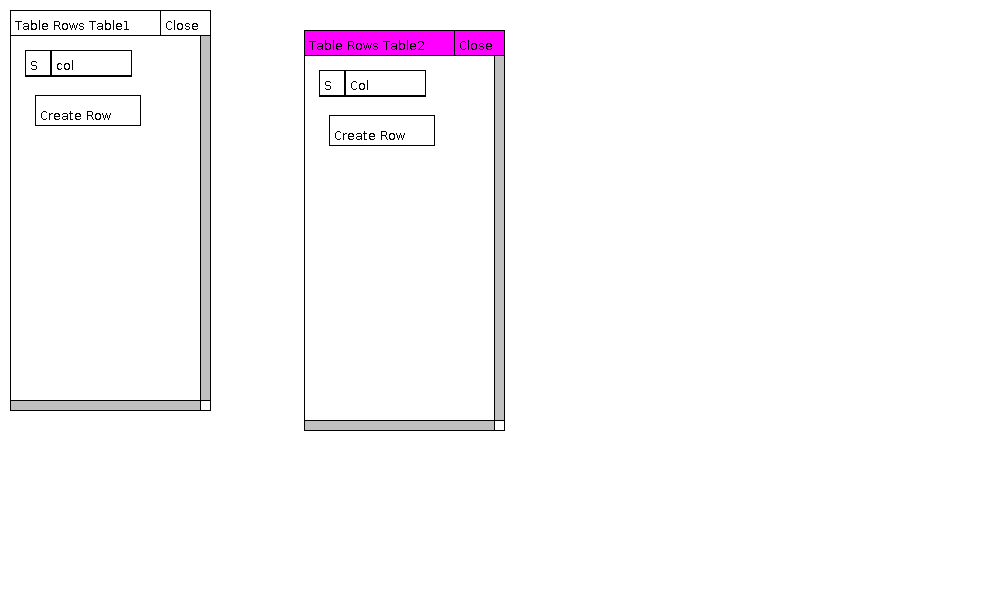 Table Rows Table1 Close
S col
Create Row
Table Rows Table2 Close
S Col
Create Row